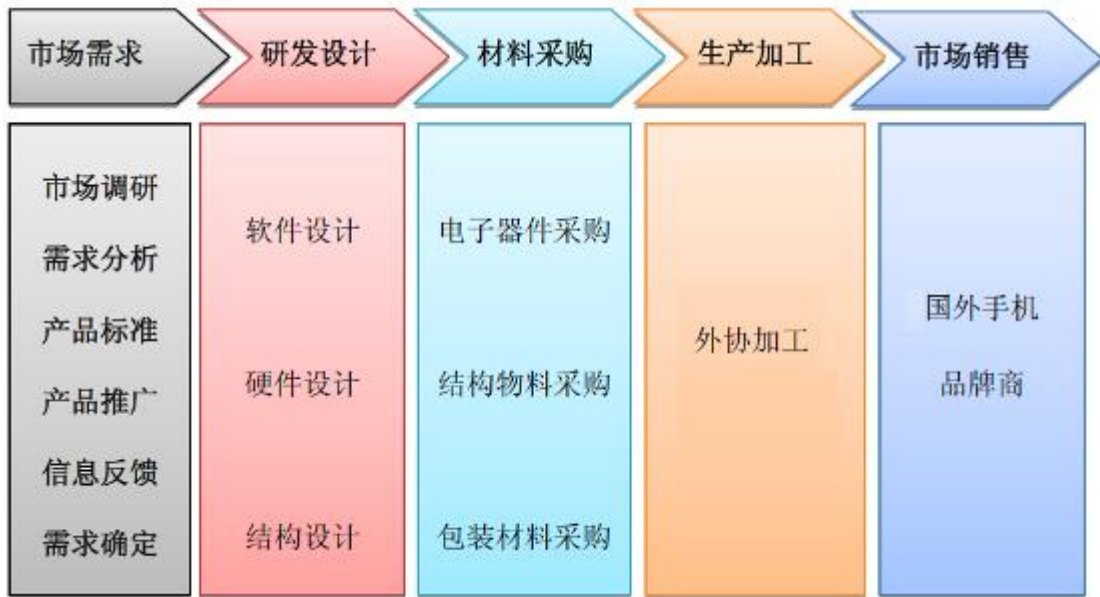 市场需求
研发设计
材料采购
生产加工
市场销售
市场调研
需求分析
产品标准
产品推广
信息反馈
需求确定
软件设计
硬件设计
结构设计
电子器件采购
结构物料采购
包装材料采购
外协加工
国外手机
品牌商